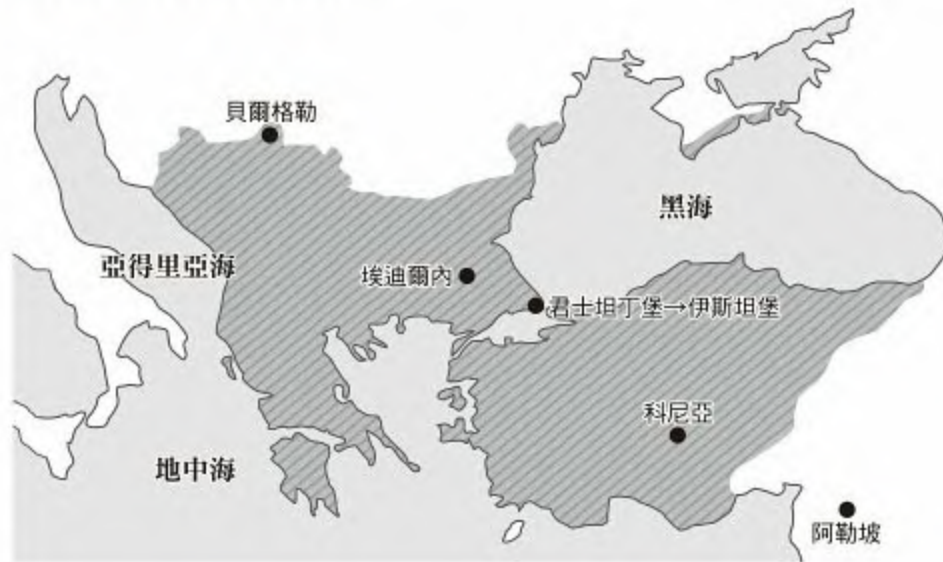 貝爾格勒
黑海
亞得里亞海
埃迪爾內
君士坦丁堡→伊斯坦堡
科尼亞
地中海
阿勒坡